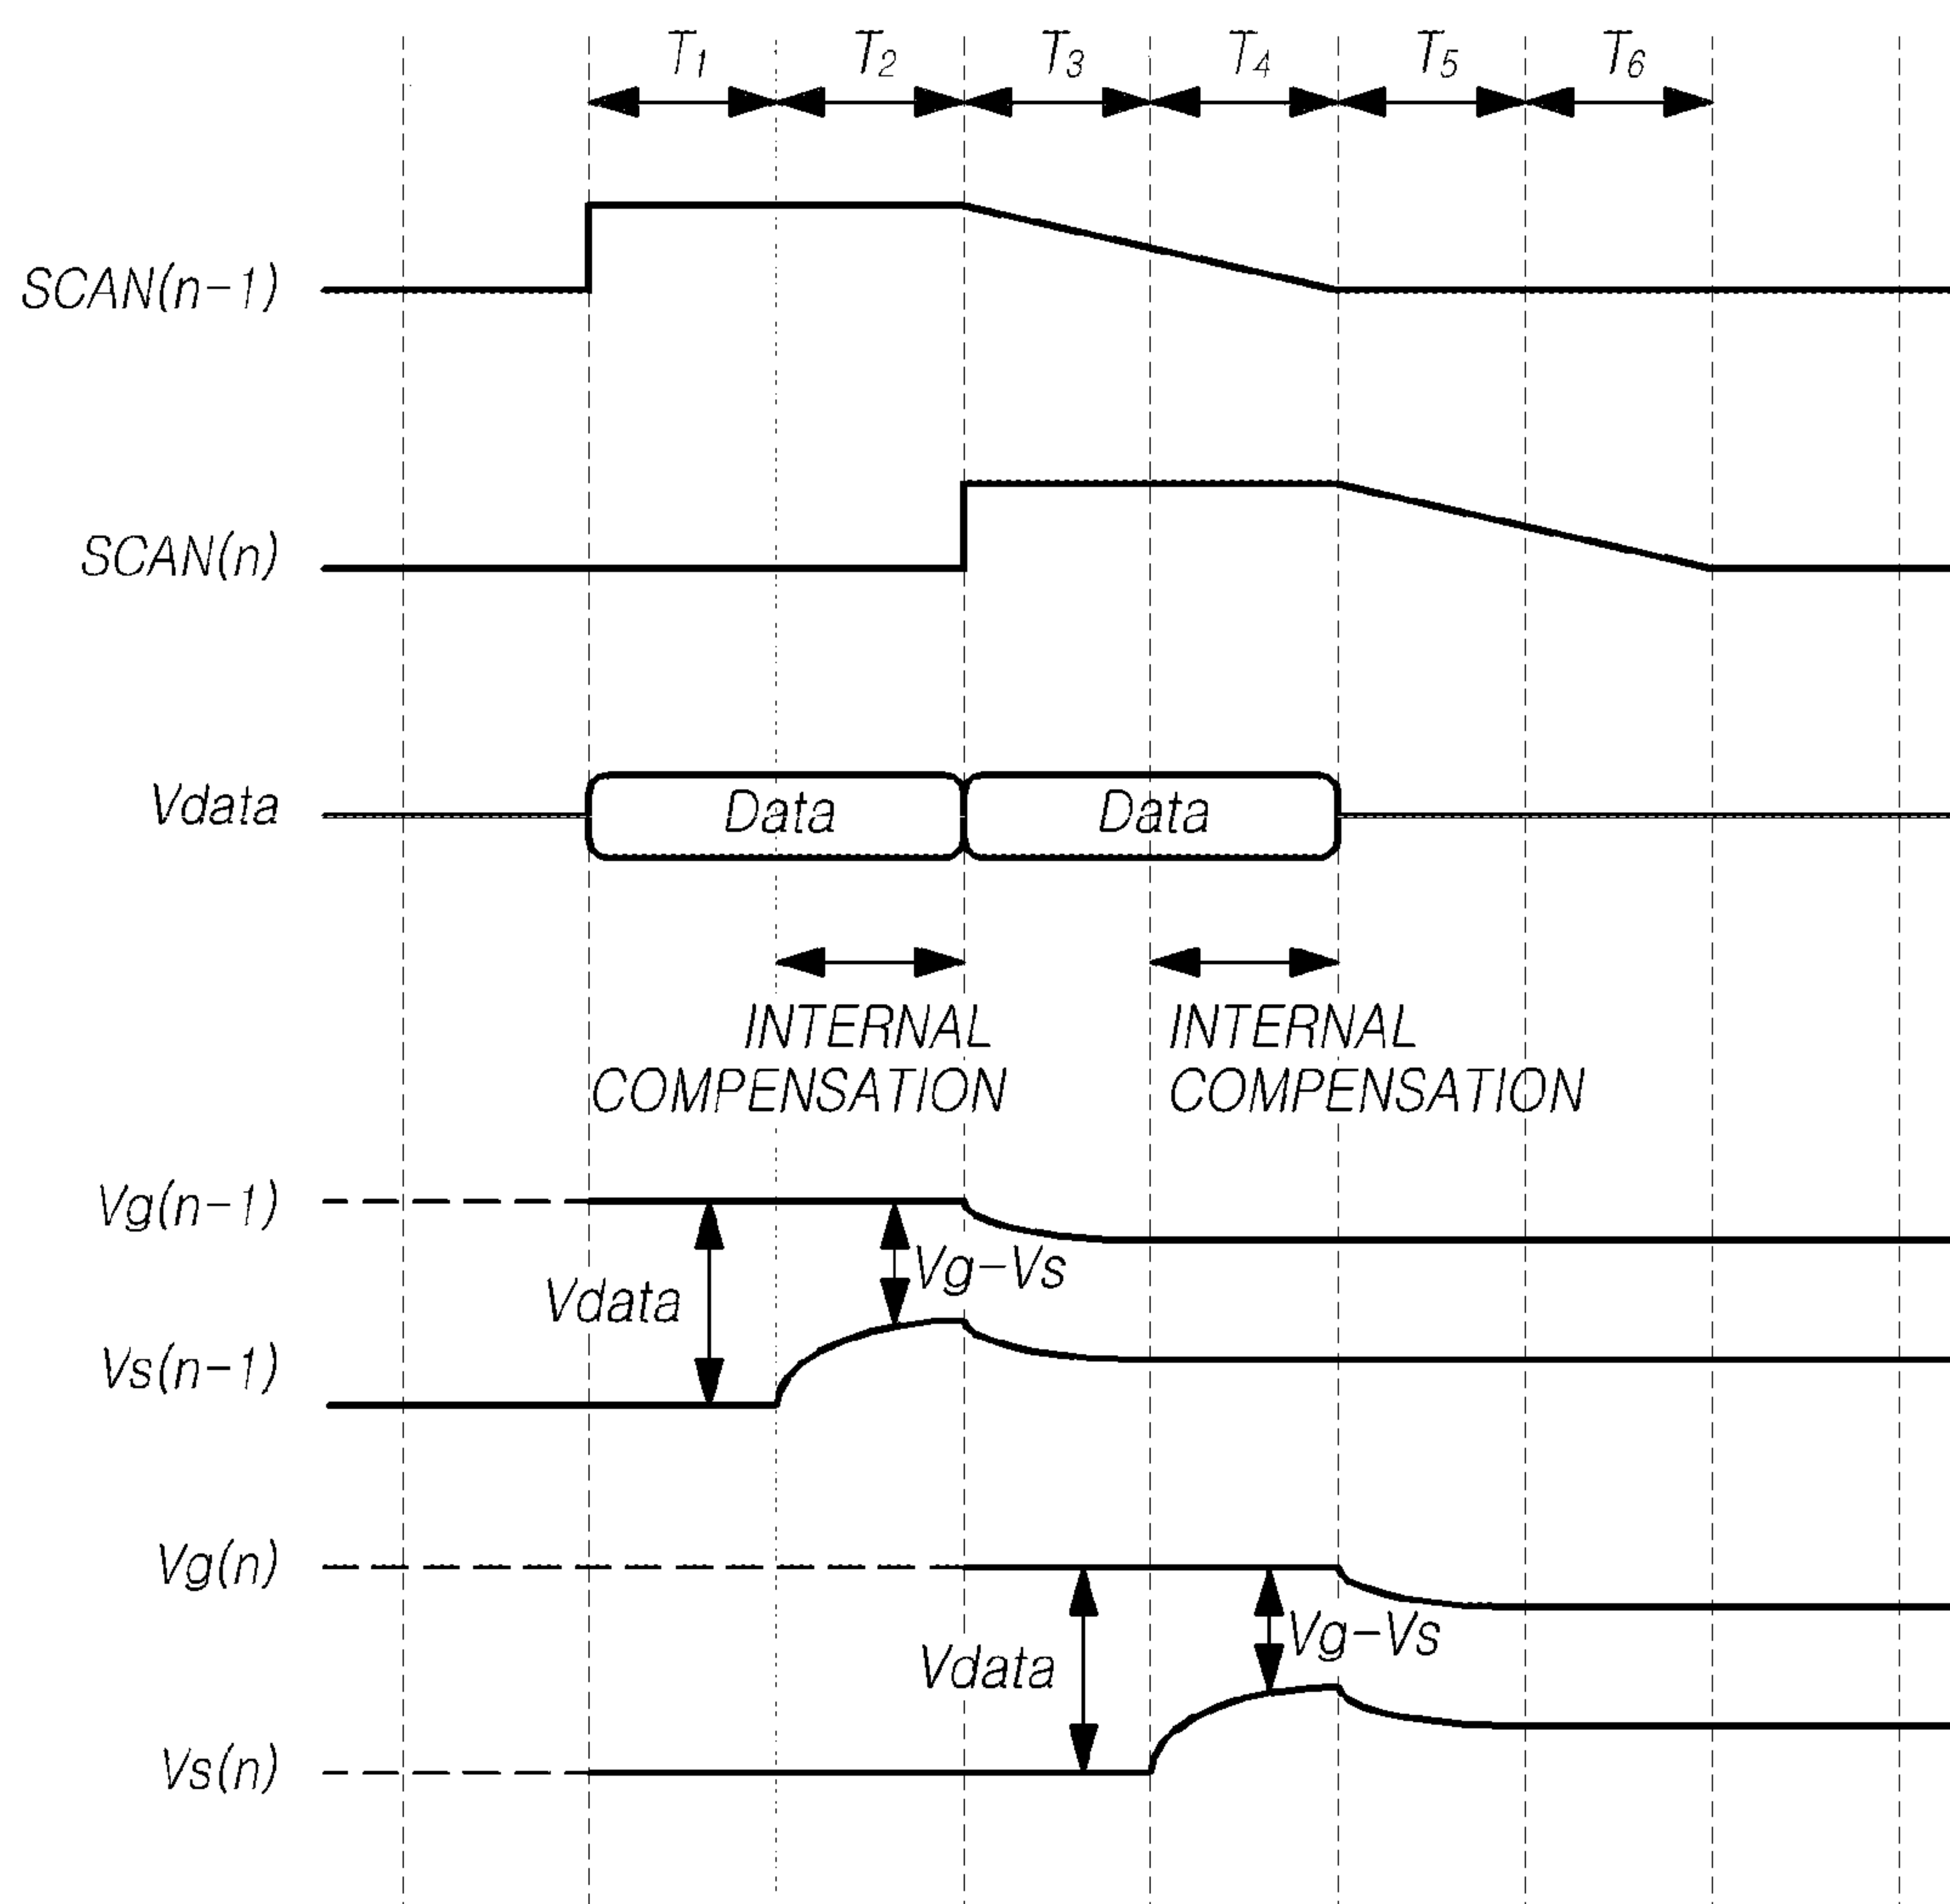 T1 T2 T3 T4 T5 T6
SCAN(n-1)
SCAN(n)
Vdata
Data Data
INTERNAL INTERNAL
COMPENSATION COMPENSATION
Vg(n-1)
Vg-Vs
Vdata
Vs(n-1)
Vg(n)
Vg-Vs
Vdata
Vs(n)